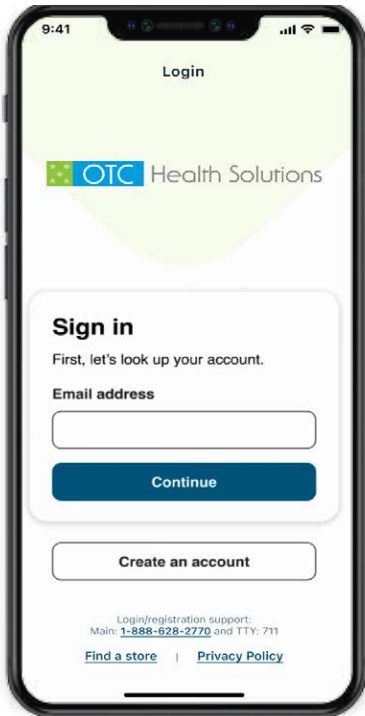 9:41
Login
OTC Health Solutions
Sign in
First, let's look up your account.
Email address
Continue
Create an account
Login/registration support:
Main: 1-888-628-2770 and TTY: 711
Find a store | Privacy Policy